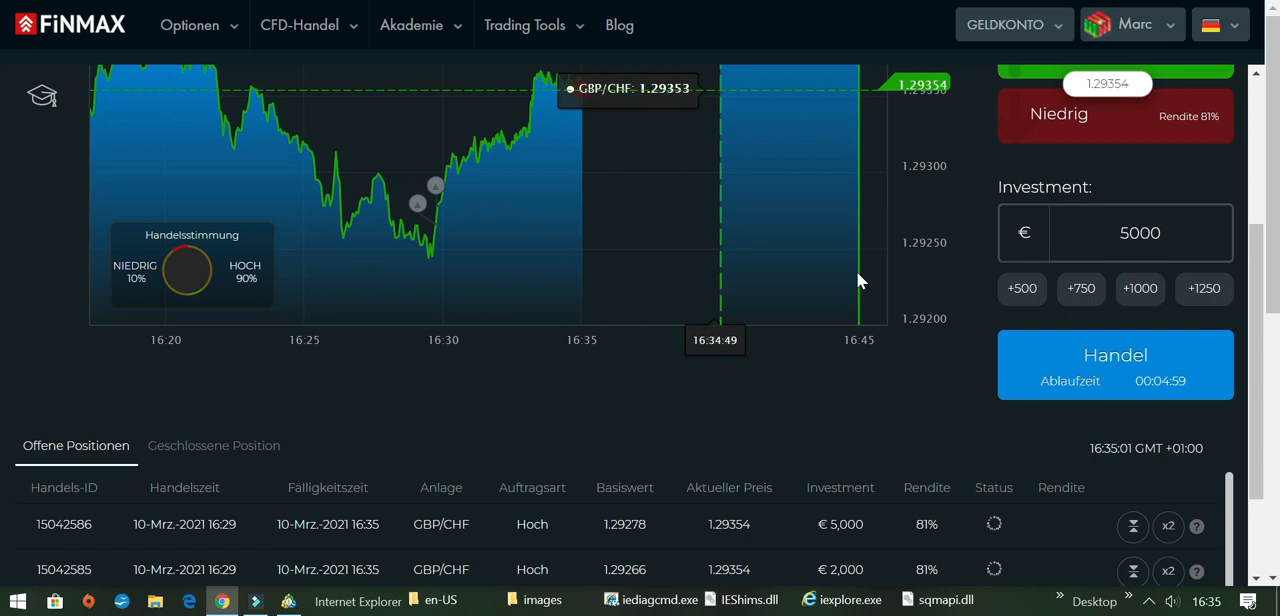 FiNMAX
Optionen
CFD-Handel
Akademie
Trading Tools
Blog
GELDKONTO
Marc
GBP/CHF: 1.29353
1.29354
1.29300
1.29250
1.29200
Handelsstimmung
NIEDRIG HOCH
10% 90%
16:20 16:25 16:30 16:35 16:34:49 16:45
1.29354
Niedrig Rendite 81%
Investment:
€ 5000
+500 +750 +1000 +1250
Handel
Ablaufzeit 00:04:59
Offene Positionen Geschlossene Position 16:35:01 GMT +01:00
Handels-ID Handelszeit Fälligkeitszeit Anlage Auftragsart Basiswert Aktueller Preis Investment Rendite Status Rendite
15042586 10-Mrz.-2021 16:29 10-Mrz.-2021 16:35 GBP/CHF Hoch 1.29278 1.29354 € 5,000 81% x2 ?
15042585 10-Mrz.-2021 16:29 10-Mrz.-2021 16:35 GBP/CHF Hoch 1.29266 1.29354 € 2,000 81% x2 ?
Internet Explorer en-US images iediagcmd.exe IEShims.dll iexplore.exe sqmapi.dll Desktop 16:35